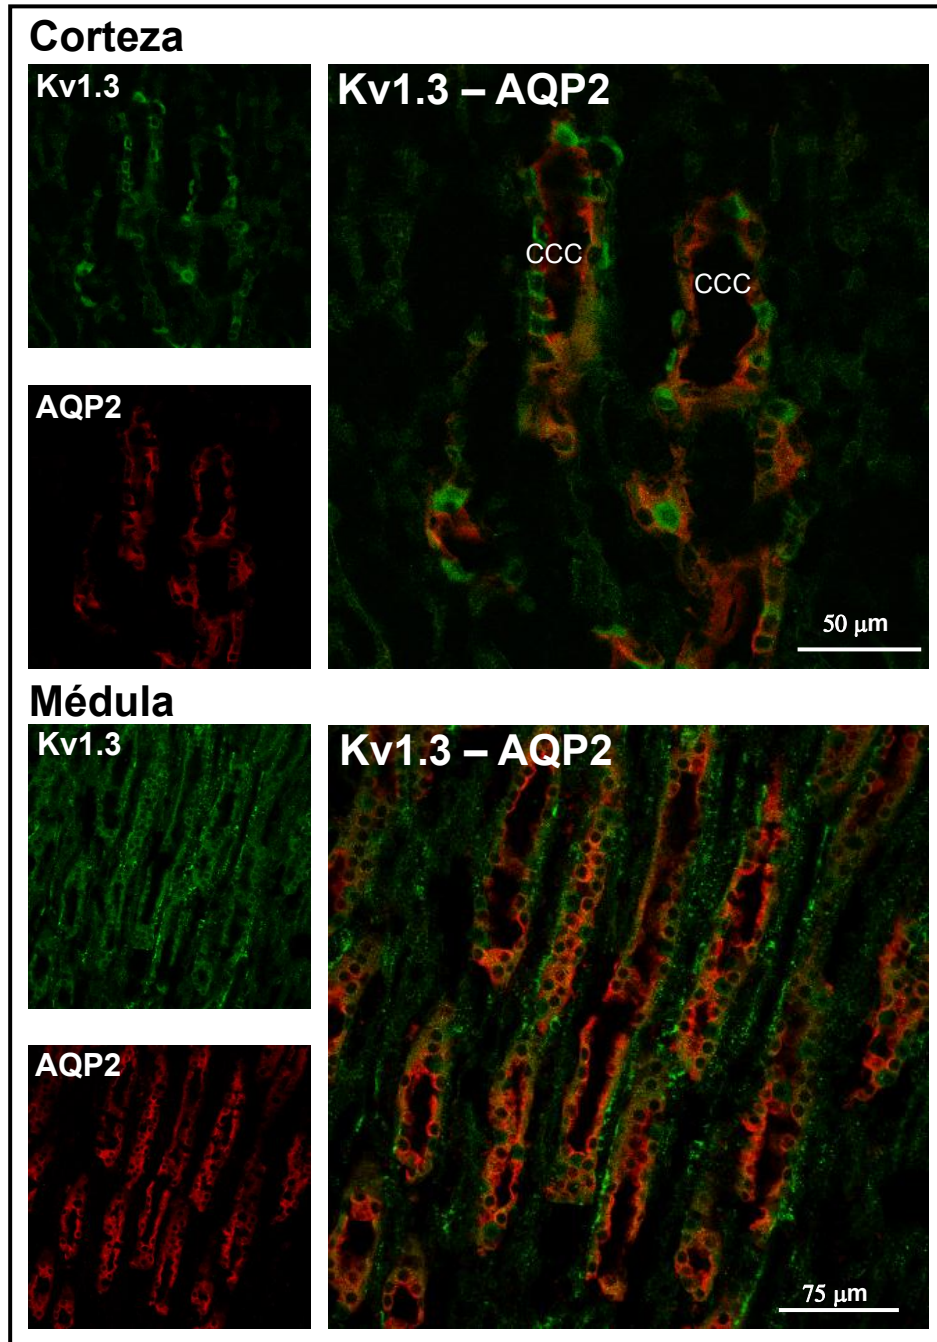 Corteza
Kv1.3
Kv1.3 – AQP2
CCC
CCC
AQP2
50 μm
Médula
Kv1.3
Kv1.3 – AQP2
AQP2
75 μm